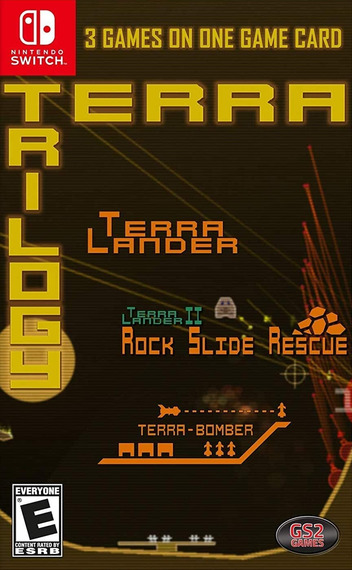 NINTENDO
SWITCH
3 GAMES ON ONE GAME CARD
TERRA
TRILOGY
TERRA
LANDER
TERRA
LANDER II
ROCK SLIDE RESCUE
TERRA-BOMBER
EVERYONE
E
CONTENT RATED BY
ESRB
GS2
GAMES